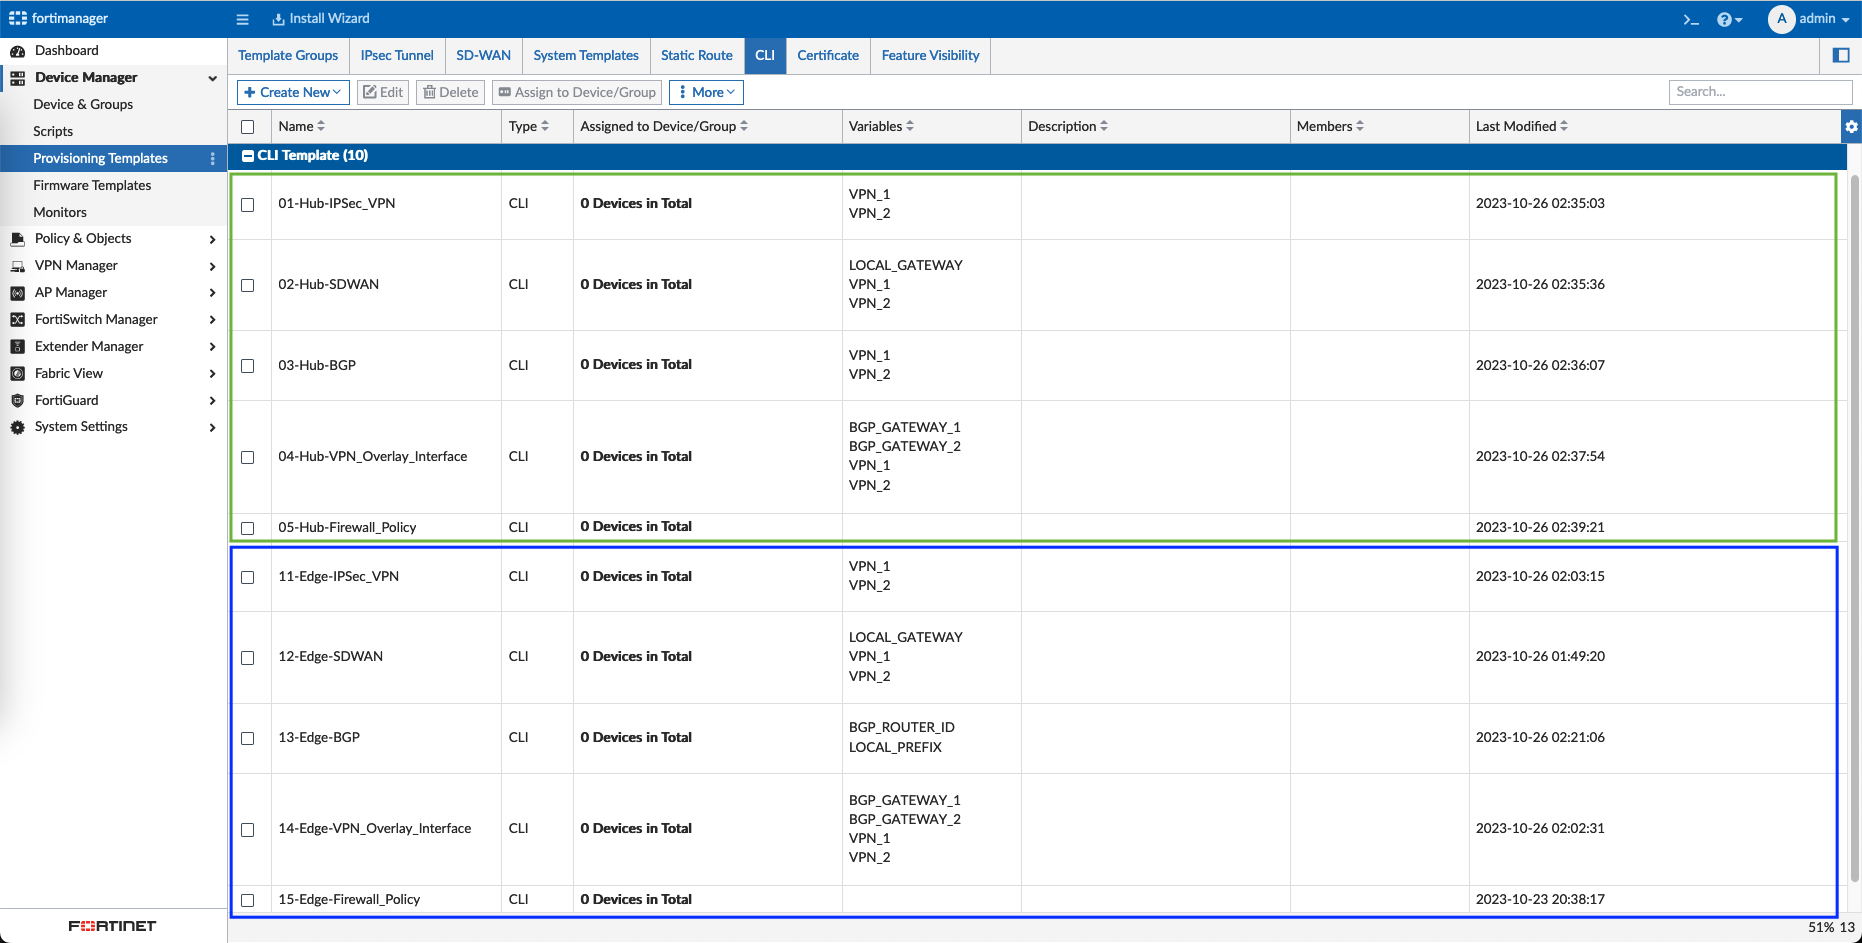 fortimanager
Install Wizard
>_
?
A admin
Dashboard
Device Manager
Device & Groups
Scripts
Provisioning Templates
Firmware Templates
Monitors
Policy & Objects
VPN Manager
AP Manager
FortiSwitch Manager
Extender Manager
Fabric View
FortiGuard
System Settings
FORTINET
Template Groups IPsec Tunnel SD-WAN System Templates Static Route CLI Certificate Feature Visibility
+ Create New Edit Delete Assign to Device/Group More Search...
Name Type Assigned to Device/Group Variables Description Members Last Modified
CLI Template (10)
01-Hub-IPSec_VPN CLI 0 Devices in Total VPN_1
VPN_2
2023-10-26 02:35:03
02-Hub-SDWAN CLI 0 Devices in Total LOCAL_GATEWAY
VPN_1
VPN_2
2023-10-26 02:35:36
03-Hub-BGP CLI 0 Devices in Total VPN_1
VPN_2
2023-10-26 02:36:07
04-Hub-VPN_Overlay_Interface CLI 0 Devices in Total BGP_GATEWAY_1
BGP_GATEWAY_2
VPN_1
VPN_2
2023-10-26 02:37:54
05-Hub-Firewall_Policy CLI 0 Devices in Total 2023-10-26 02:39:21
11-Edge-IPSec_VPN CLI 0 Devices in Total VPN_1
VPN_2
2023-10-26 02:03:15
12-Edge-SDWAN CLI 0 Devices in Total LOCAL_GATEWAY
VPN_1
VPN_2
2023-10-26 01:49:20
13-Edge-BGP CLI 0 Devices in Total BGP_ROUTER_ID
LOCAL_PREFIX
2023-10-26 02:21:06
14-Edge-VPN_Overlay_Interface CLI 0 Devices in Total BGP_GATEWAY_1
BGP_GATEWAY_2
VPN_1
VPN_2
2023-10-26 02:02:31
15-Edge-Firewall_Policy CLI 0 Devices in Total 2023-10-23 20:38:17
51% 13